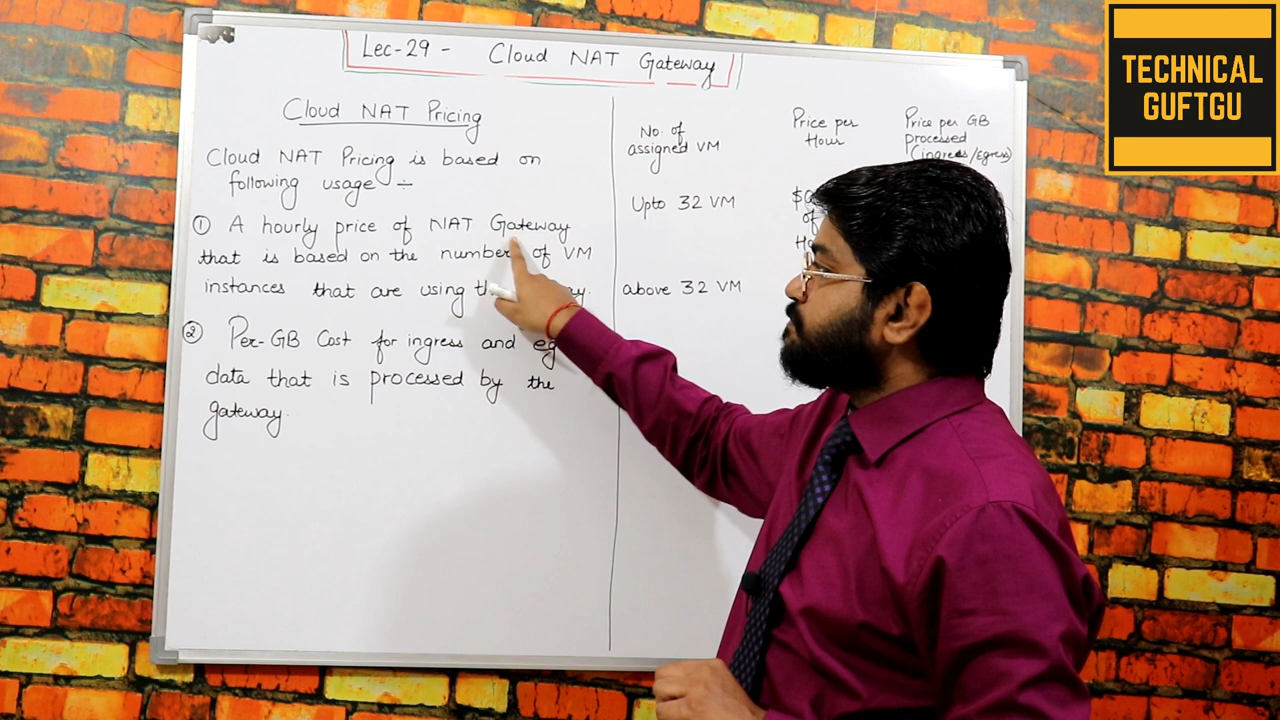 Lec-29 - Cloud NAT Gateway
TECHNICAL
GUFTGU
Cloud NAT Pricing
Cloud NAT Pricing is based on
following usage
① A hourly price of NAT Gateway
that is based on the number of VM
instances that are using
② Per-GB Cost for ingress and
data that is processed by the
gateway.
No. of
assigned VM
Price per
Hour
Price per GB
processed
(ingress/egress)
Upto 32 VM
above 32 VM